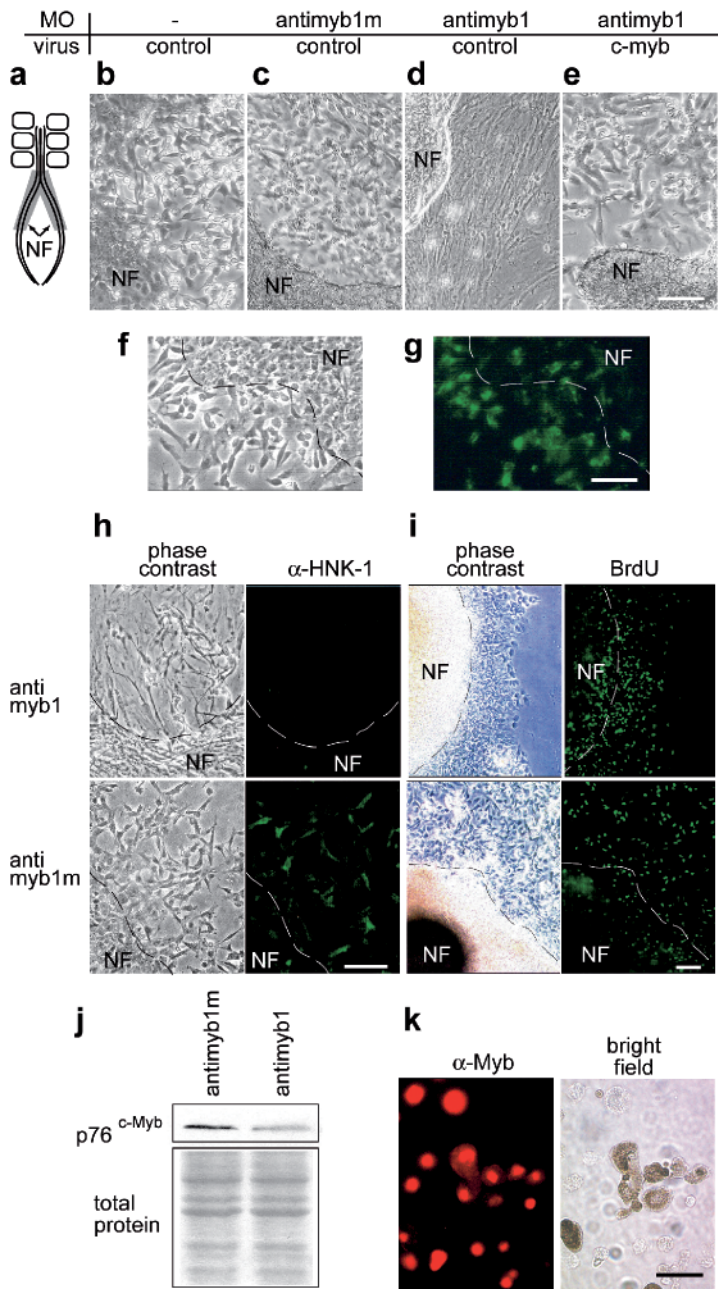 MO - antimyb1m antimyb1 antimyb1
virus control control control c-myb
a b c d e
NF NF NF NF NF
f NF g NF
h i
phase contrast α-HNK-1 phase contrast BrdU
anti myb1
NF NF NF NF
anti myb1m
NF NF NF NF
j k
antimyb1m antimyb1
α-Myb bright field
p76 c-Myb
total protein